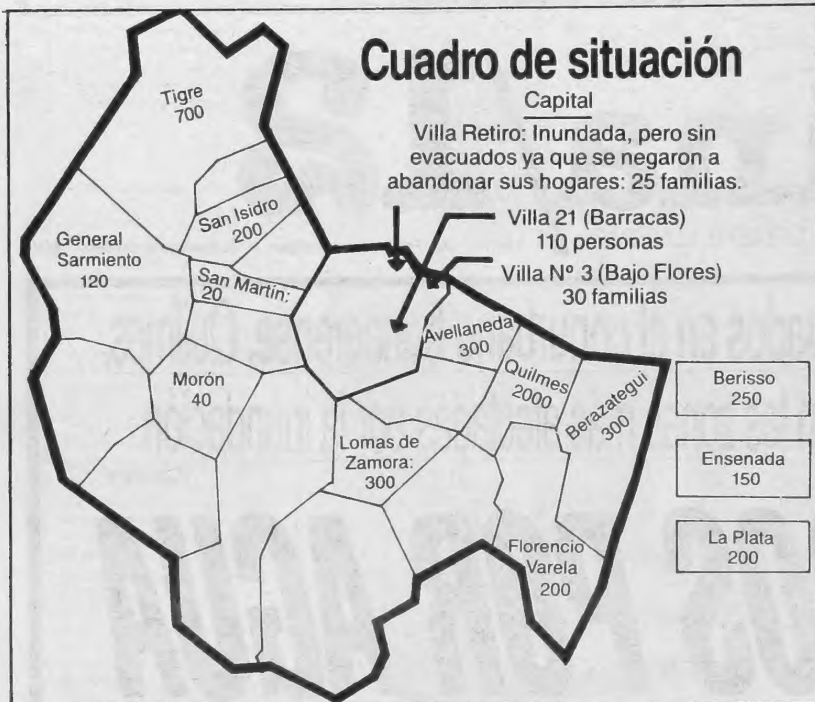 Cuadro de situación
Capital
Villa Retiro: Inundada, pero sin
evacuados ya que se negaron a
abandonar sus hogares: 25 familias.
Villa 21 (Barracas)
110 personas
Villa Nº 3 (Bajo Flores)
30 familias
Tigre
700
San Isidro
200
General
Sarmiento
120
San Martín:
20
Morón
40
Avellaneda
300
Quilmes
2000
Berazategui
300
Lomas de
Zamora:
300
Florencio
Varela
200
Berisso
250
Ensenada
150
La Plata
200